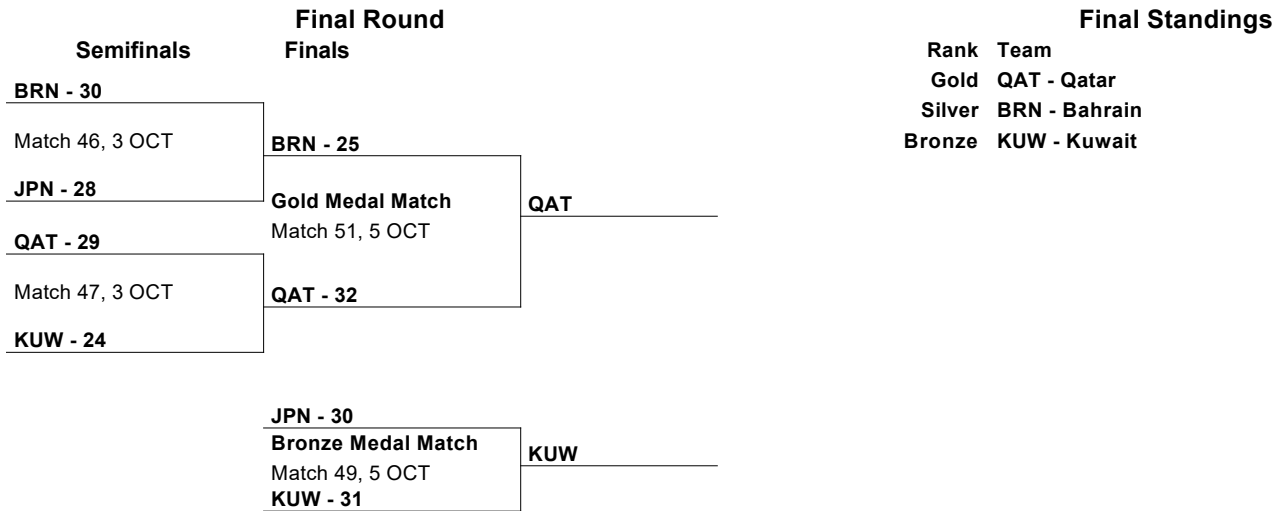 Final Round
Semifinals Finals
BRN - 30
Match 46, 3 OCT
BRN - 25
JPN - 28
Gold Medal Match
QAT
Match 51, 5 OCT
QAT - 29
Match 47, 3 OCT
QAT - 32
KUW - 24
JPN - 30
Bronze Medal Match
KUW
Match 49, 5 OCT
KUW - 31
Final Standings
Rank Team
Gold QAT - Qatar
Silver BRN - Bahrain
Bronze KUW - Kuwait